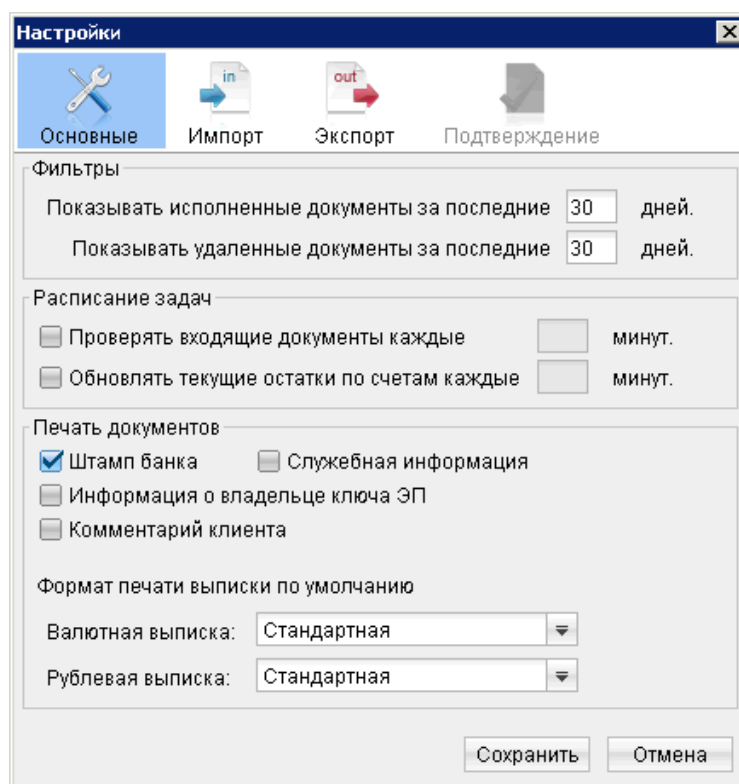 Настройки
in out
Основные Импорт Экспорт Подтверждение
Фильтры
Показывать исполненные документы за последние 30 дней.
Показывать удаленные документы за последние 30 дней.
Расписание задач
Проверять входящие документы каждые минут.
Обновлять текущие остатки по счетам каждые минут.
Печать документов
Штамп банка Служебная информация
Информация о владельце ключа ЭП
Комментарий клиента
Формат печати выписки по умолчанию
Валютная выписка: Стандартная
Рублевая выписка: Стандартная
Сохранить Отмена